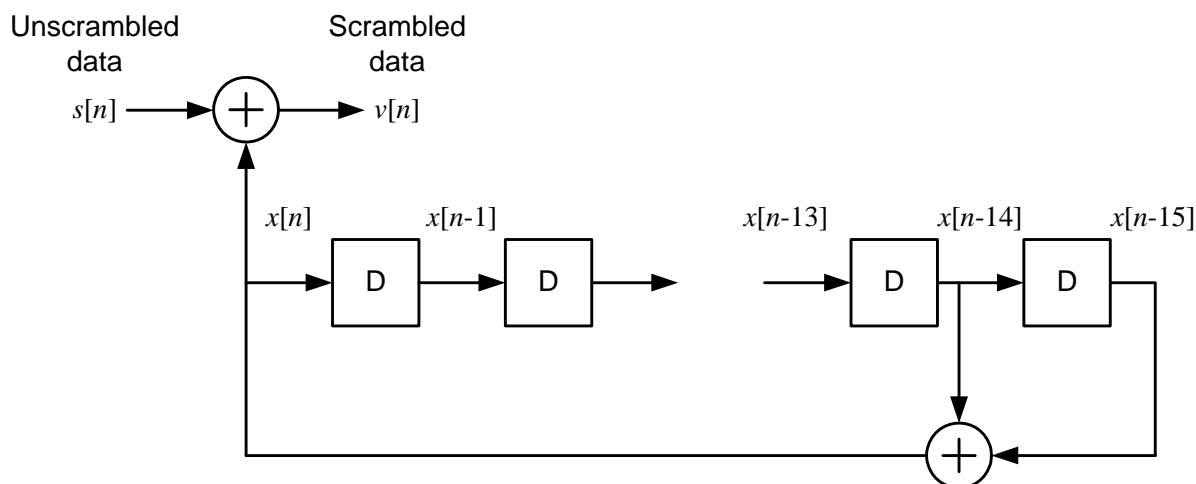 Unscrambled
data
Scrambled
data
s[n]
v[n]
x[n]
x[n-1]
x[n-13]
x[n-14]
x[n-15]
D
D
D
D